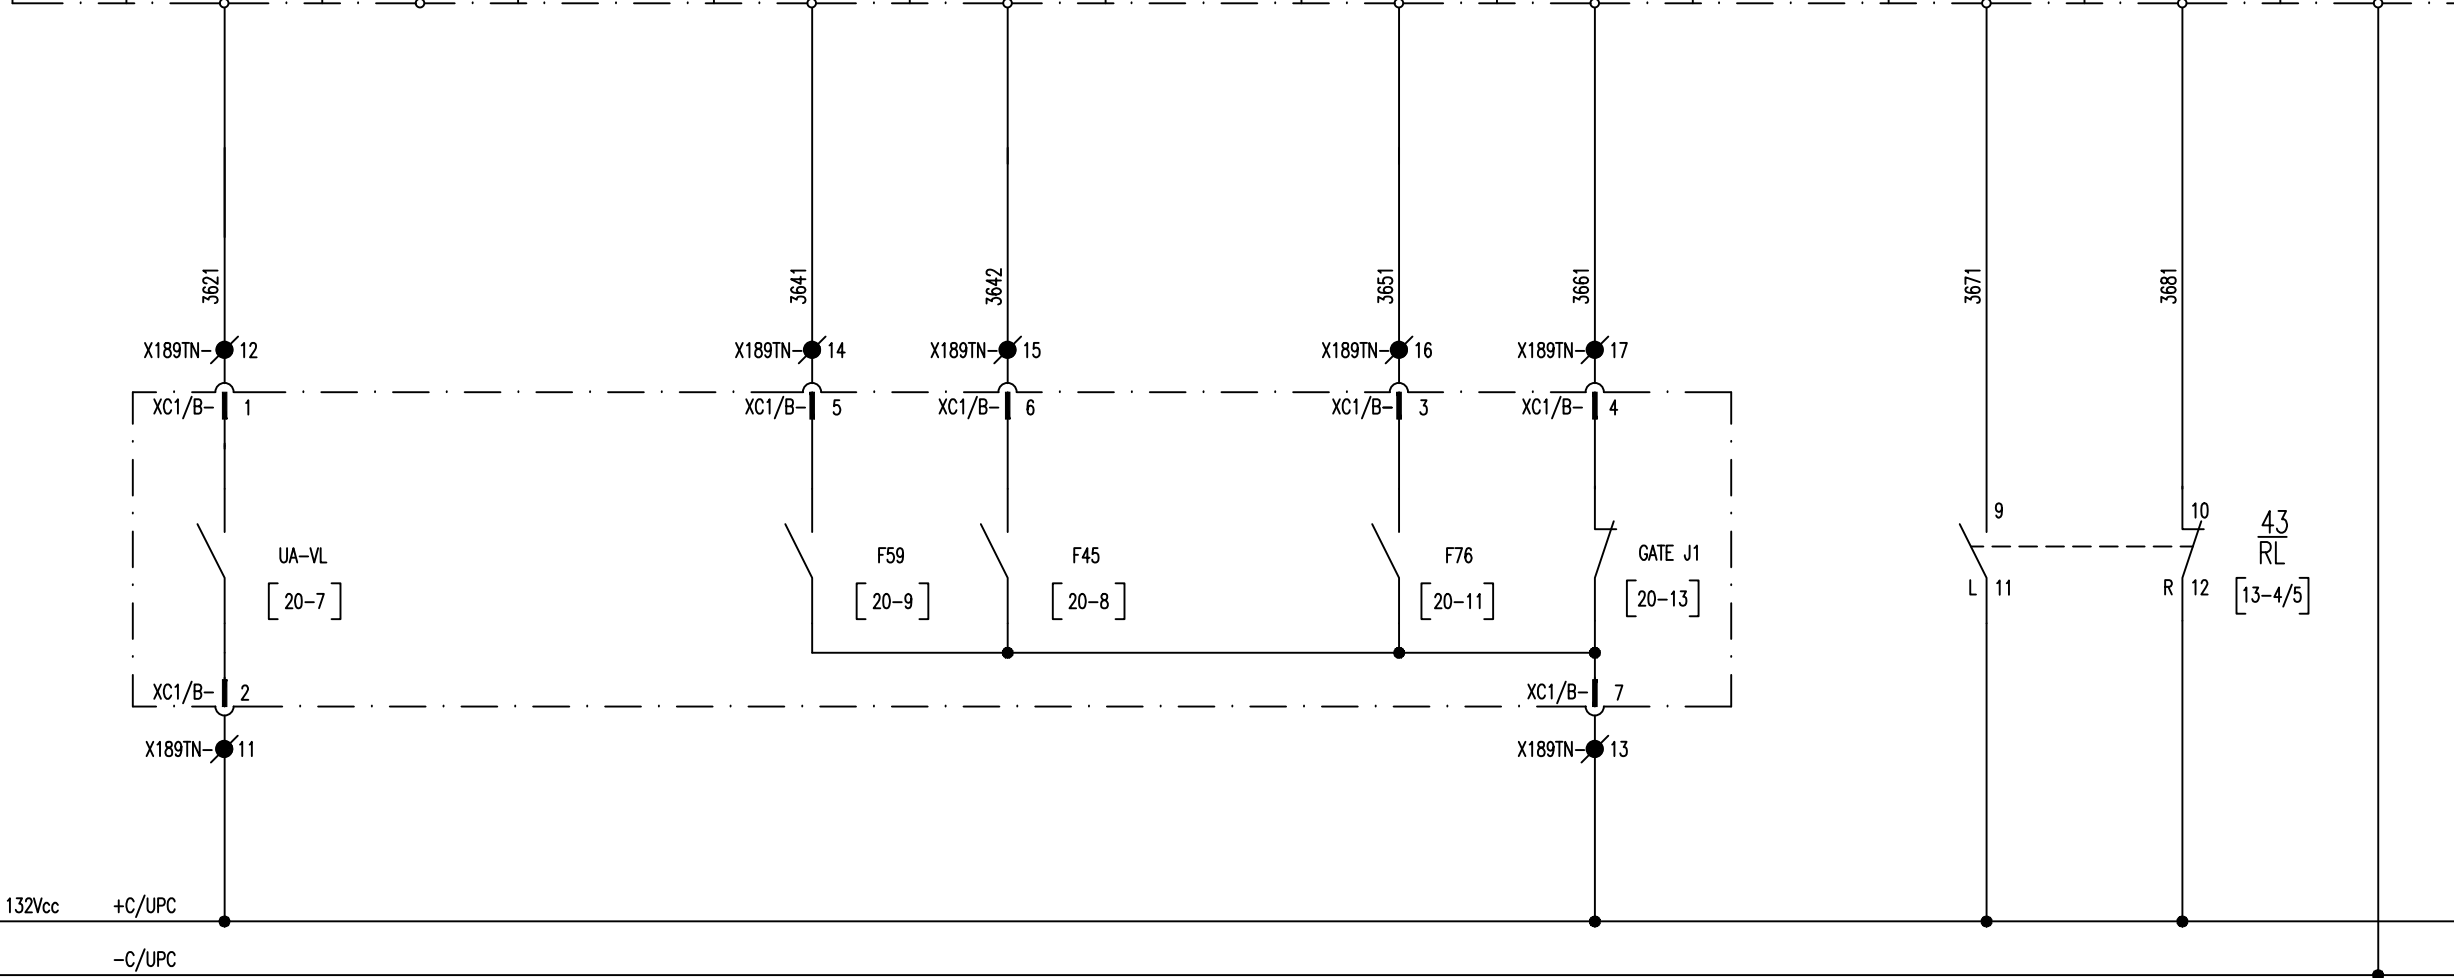 3621
3641
3642
3651
3661
3671
3681
X189TN- 12
X189TN- 14
X189TN- 15
X189TN- 16
X189TN- 17
XC1/B- 1
XC1/B- 5
XC1/B- 6
XC1/B- 3
XC1/B- 4
9
10
43
RL
UA-VL
F59
F45
F76
GATE J1
L 11
R 12
[13-4/5]
[20-7]
[20-9]
[20-8]
[20-11]
[20-13]
XC1/B- 2
XC1/B- 7
X189TN- 11
X189TN- 13
132Vcc +C/UPC
-C/UPC